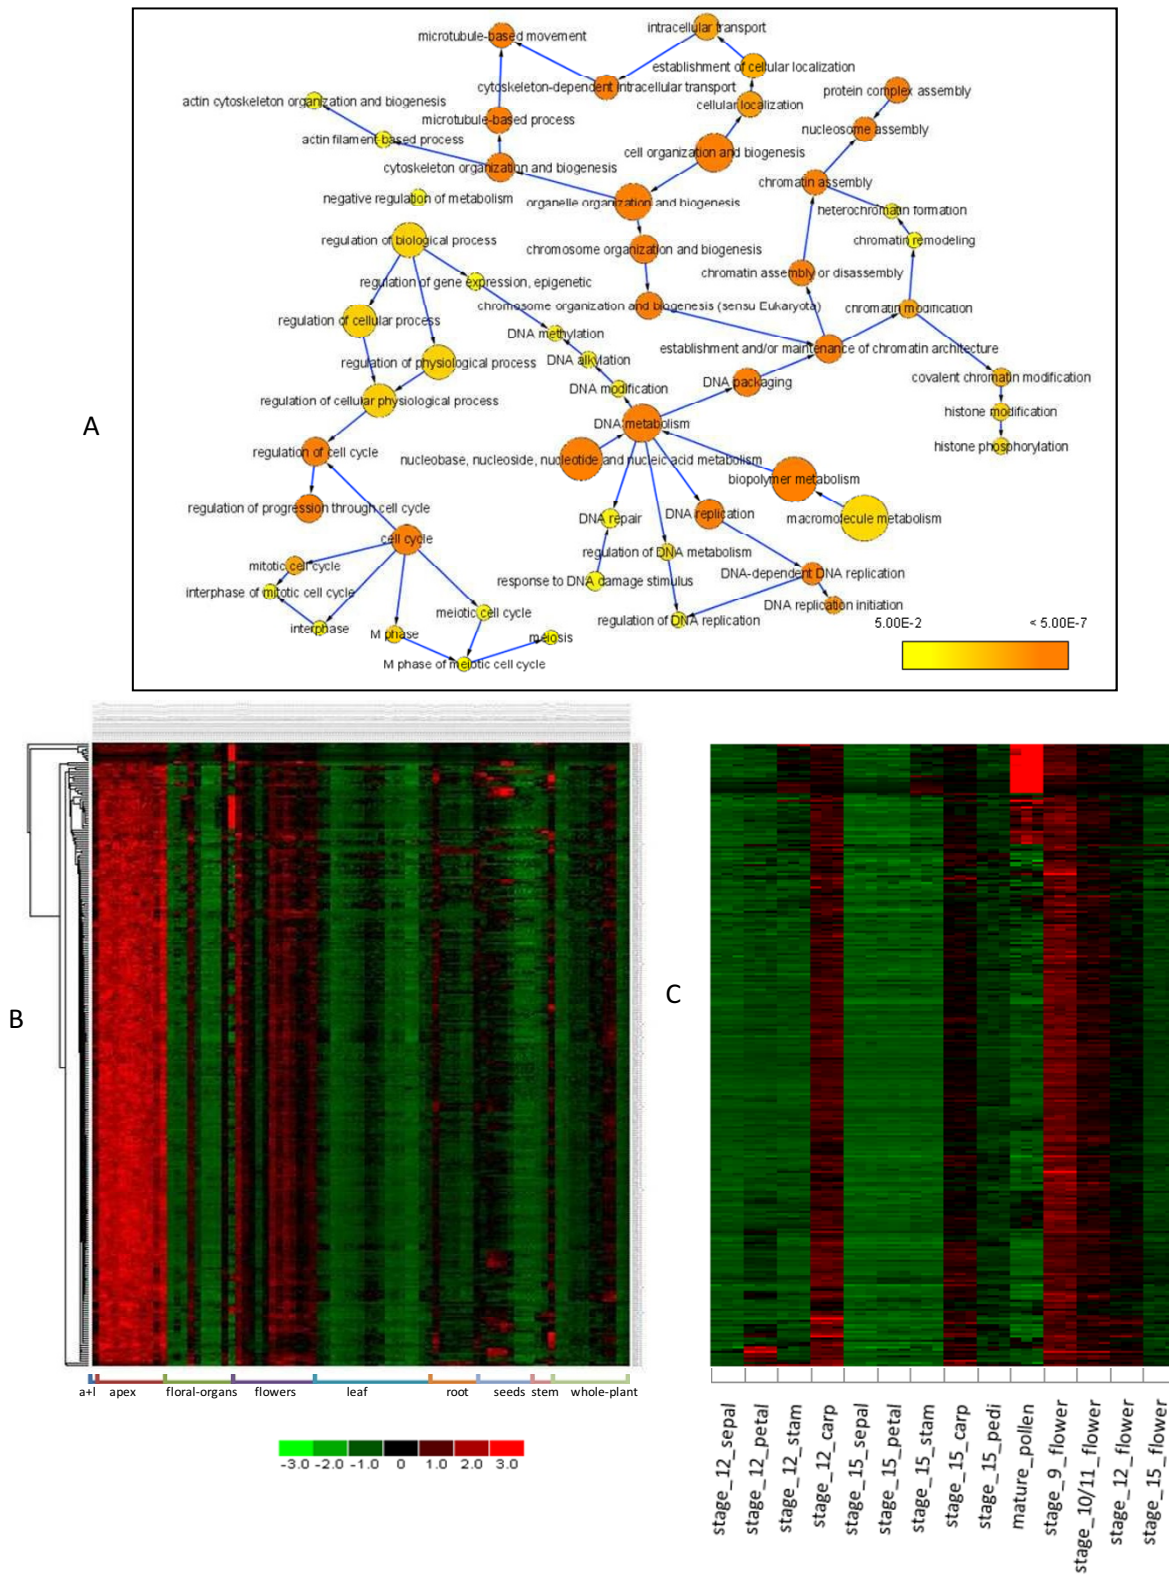 microtubule-based movement
intracellular transport
establishment of cellular localization
cytoskeleton-dependent intracellular transport
protein complex assembly
actin cytoskeleton organization and biogenesis
cellular localization
microtubule-based process
nucleosome assembly
actin filament-based process
cell organization and biogenesis
cytoskeleton organization and biogenesis
chromatin assembly
negative regulation of metabolism
organelle organization and biogenesis
heterochromatin formation
regulation of biological process
chromatin remodeling
chromosome organization and biogenesis
regulation of gene expression, epigenetic
chromatin assembly or disassembly
chromosome organization and biogenesis (sensu Eukaryota)
chromatin modification
regulation of cellular process
DNA methylation
establishment and/or maintenance of chromatin architecture
regulation of physiological process
DNA alkylation
DNA modification
DNA packaging
covalent chromatin modification
regulation of cellular physiological process
histone modification
A
DNA metabolism
histone phosphorylation
regulation of cell cycle
nucleobase, nucleoside, nucleotide and nucleic acid metabolism
biopolymer metabolism
regulation of progression through cell cycle
DNA repair
DNA replication
macromolecule metabolism
cell cycle
regulation of DNA metabolism
mitotic cell cycle
DNA-dependent DNA replication
response to DNA damage stimulus
interphase of mitotic cell cycle
DNA replication initiation
meiotic cell cycle
regulation of DNA replication
interphase
M phase
meiosis
M phase of meiotic cell cycle
5.00E-2 < 5.00E-7
B
C
a+l apex floral-organs flowers leaf root seeds stem whole-plant
-3.0 -2.0 -1.0 0 1.0 2.0 3.0
stage_12_sepal
stage_12_petal
stage_12_stam
stage_12_carp
stage_15_sepal
stage_15_petal
stage_15_stam
stage_15_carp
stage_15_pedi
mature_pollen
stage_9_flower
stage_10/11_flower
stage_12_flower
stage_15_flower